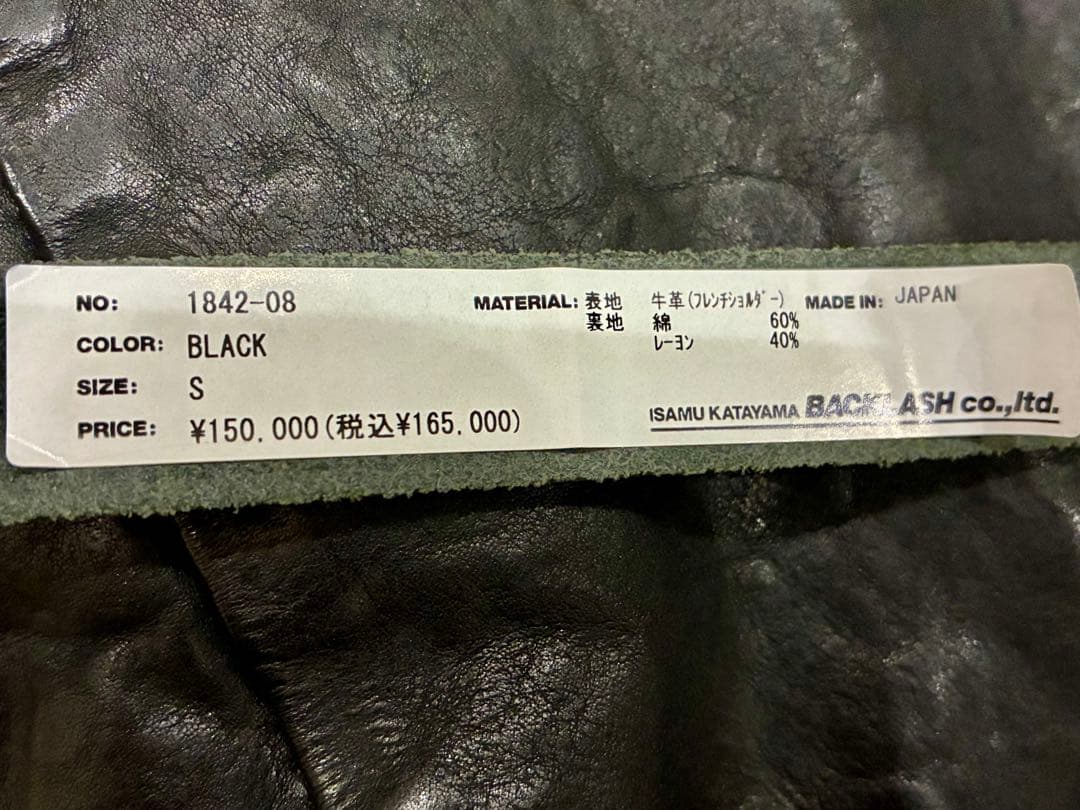 NO: 1842-08
COLOR: BLACK
SIZE: S
PRICE: ¥150.000(税込¥165.000)
MATERIAL: 表地 牛革(フレンチショルダー)
裏地 綿 60%
レーヨン 40%
MADE IN: JAPAN
ISAMU KATAYAMA BACKLASH co.,ltd.